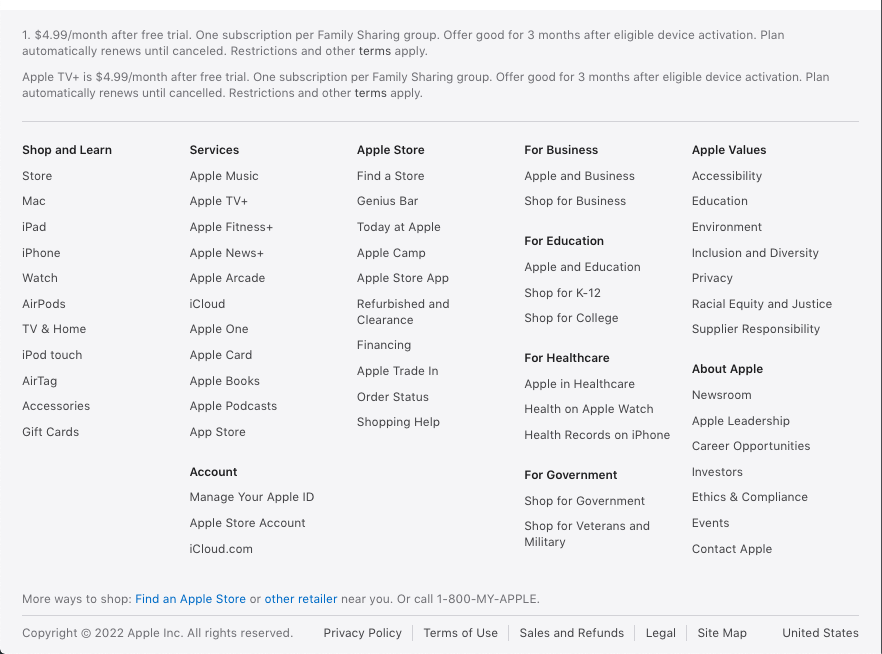 1. $4.99/month after free trial. One subscription per Family Sharing group. Offer good for 3 months after eligible device activation. Plan
automatically renews until canceled. Restrictions and other terms apply.
Apple TV+ is $4.99/month after free trial. One subscription per Family Sharing group. Offer good for 3 months after eligible device activation. Plan
automatically renews until cancelled. Restrictions and other terms apply.
Shop and Learn
Store
Mac
iPad
iPhone
Watch
AirPods
TV & Home
iPod touch
AirTag
Accessories
Gift Cards
Services
Apple Music
Apple TV+
Apple Fitness+
Apple News+
Apple Arcade
iCloud
Apple One
Apple Card
Apple Books
Apple Podcasts
App Store
Account
Manage Your Apple ID
Apple Store Account
iCloud.com
Apple Store
Find a Store
Genius Bar
Today at Apple
Apple Camp
Apple Store App
Refurbished and
Clearance
Financing
Apple Trade In
Order Status
Shopping Help
For Business
Apple and Business
Shop for Business
For Education
Apple and Education
Shop for K-12
Shop for College
For Healthcare
Apple in Healthcare
Health on Apple Watch
Health Records on iPhone
For Government
Shop for Government
Shop for Veterans and
Military
Apple Values
Accessibility
Education
Environment
Inclusion and Diversity
Privacy
Racial Equity and Justice
Supplier Responsibility
About Apple
Newsroom
Apple Leadership
Career Opportunities
Investors
Ethics & Compliance
Events
Contact Apple
More ways to shop: Find an Apple Store or other retailer near you. Or call 1-800-MY-APPLE.
Copyright © 2022 Apple Inc. All rights reserved. Privacy Policy Terms of Use Sales and Refunds Legal Site Map United States